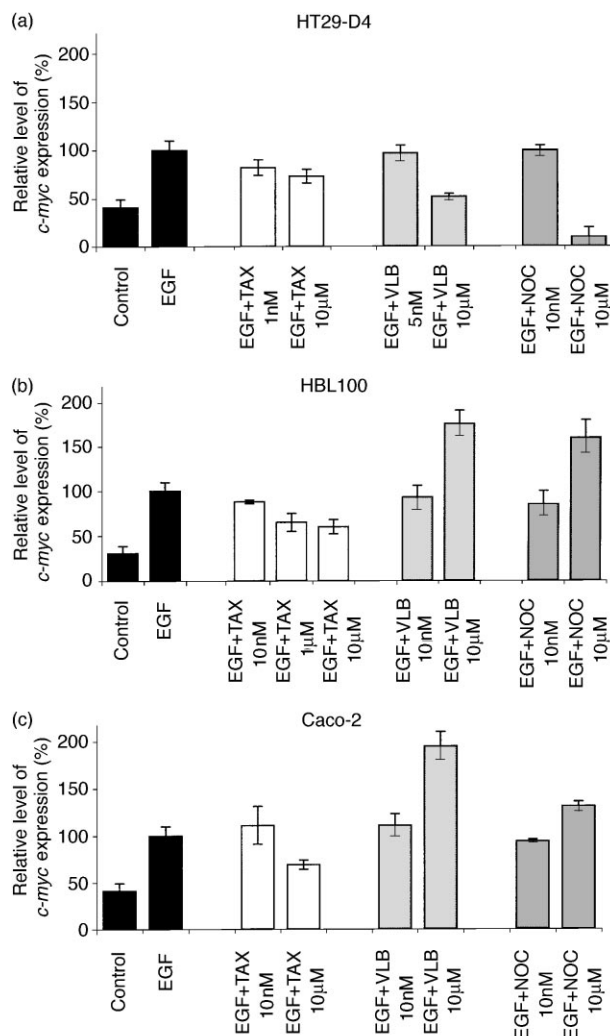 (a)
HT29-D4
Relative level of
c-myc expression (%)
200
150
100
50
0
Control
EGF
EGF+TAX
1nM
EGF+TAX
10μM
EGF+VLB
5nM
EGF+VLB
10μM
EGF+NOC
10nM
EGF+NOC
10μM
(b)
HBL100
Relative level of
c-myc expression (%)
200
150
100
50
0
Control
EGF
EGF+TAX
10nM
EGF+TAX
1μM
EGF+TAX
10μM
EGF+VLB
10nM
EGF+VLB
10μM
EGF+NOC
10nM
EGF+NOC
10μM
(c)
Caco-2
Relative level of
c-myc expression (%)
200
150
100
50
0
Control
EGF
EGF+TAX
10nM
EGF+TAX
10μM
EGF+VLB
10nM
EGF+VLB
10μM
EGF+NOC
10nM
EGF+NOC
10μM